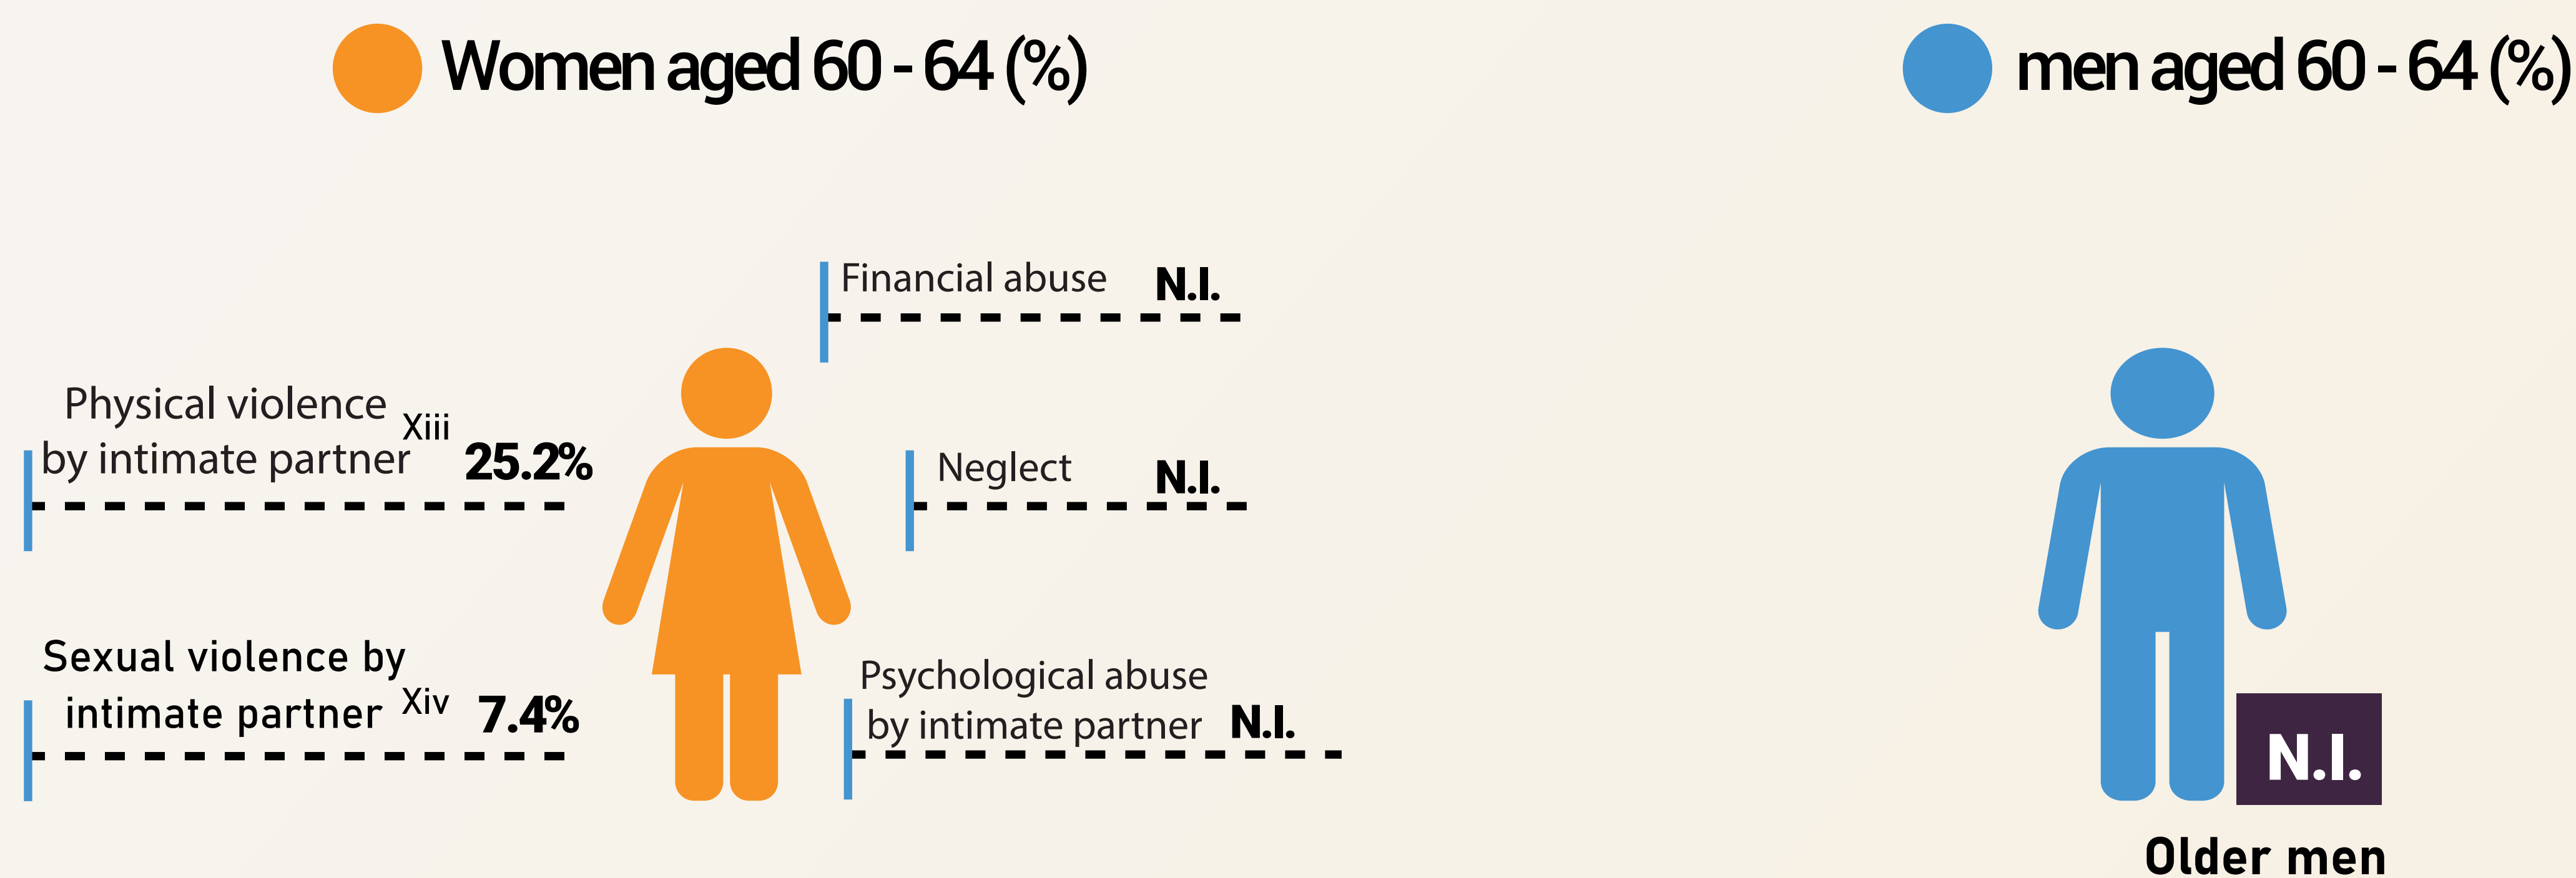 Women aged 60 - 64 (%)
men aged 60 - 64 (%)
Financial abuse N.I.
Physical violence
by intimate partner Xiii 25.2%
Neglect N.I.
Sexual violence by
intimate partner Xiv 7.4%
Psychological abuse
by intimate partner N.I.
N.I.
Older men